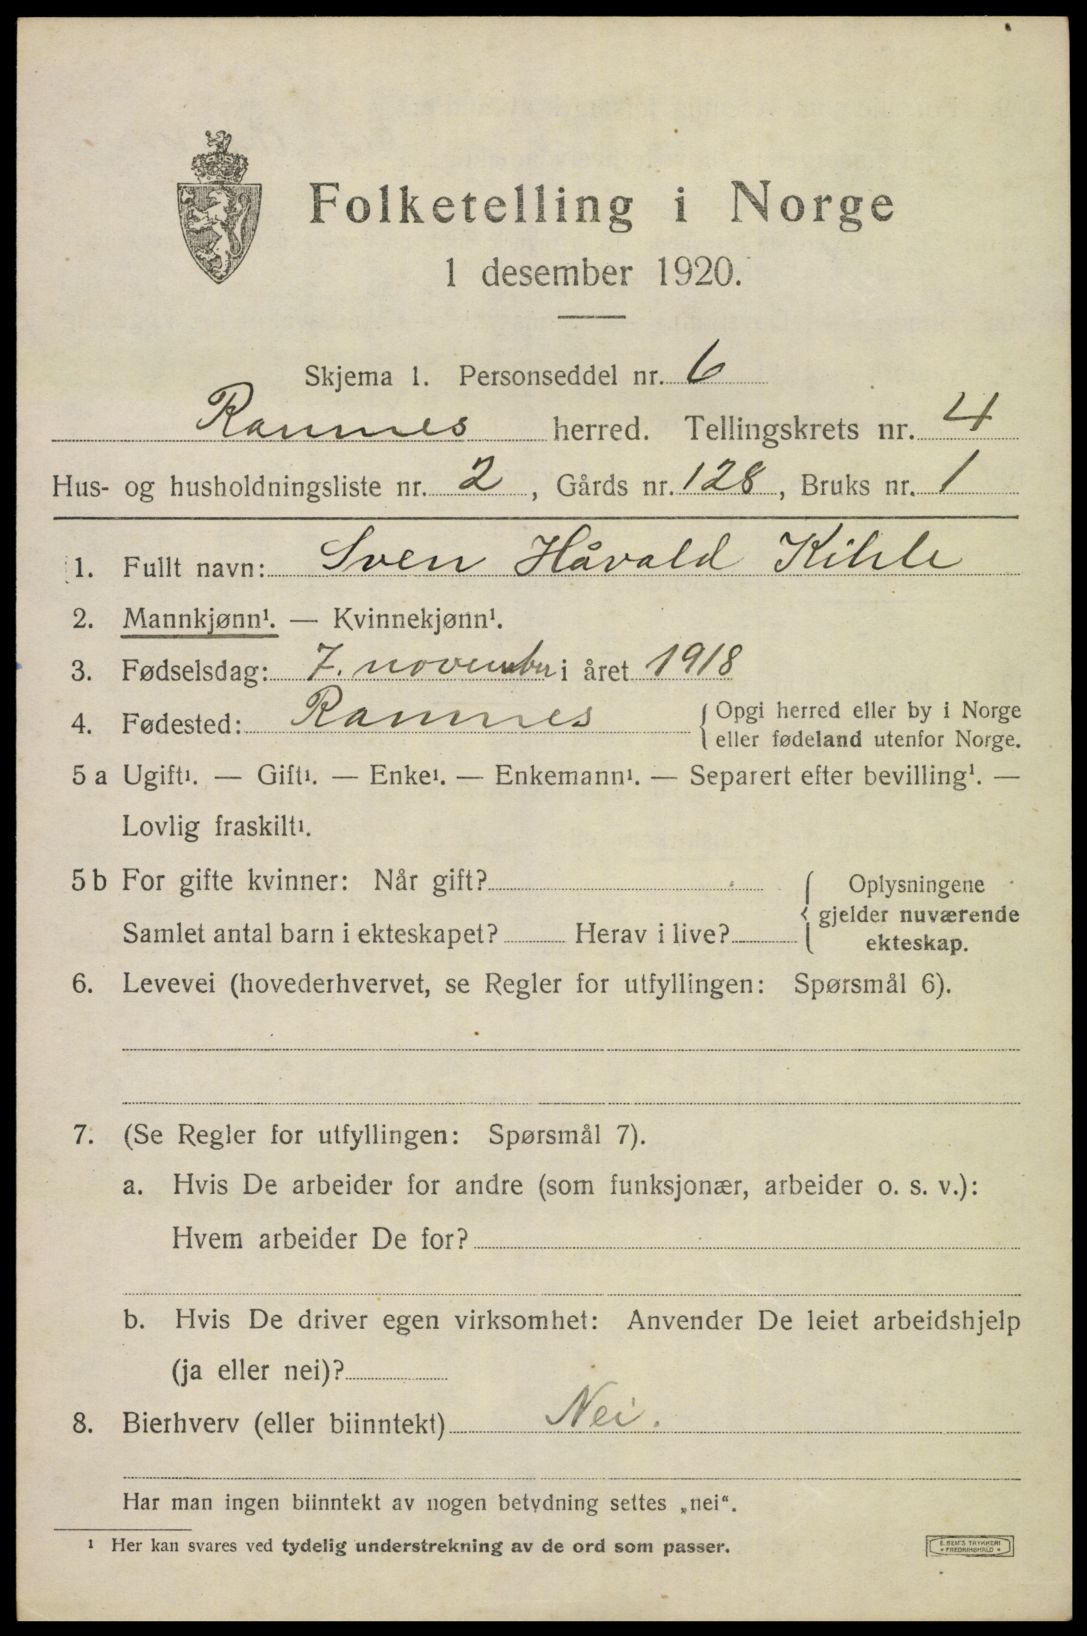 Folketelling i Norge
1 desember 1920.
Skjema 1. Personseddel nr. 6
Rannes herred. Tellingskrets nr. 4
Hus- og husholdningsliste nr. 2, Gårds nr. 128, Bruks nr. 1
1. Fullt navn: Sven Håvald Kihle
2. Mannkjønn¹. — Kvinnekjønn¹.
3. Fødselsdag: 7. november i året 1918
4. Fødested: Rannes {Opgi herred eller by i Norge
eller fødeland utenfor Norge.
5 a Ugift¹. — Gift¹. — Enke¹. — Enkemann¹. — Separert efter bevilling¹. —
Lovlig fraskilt¹.
5 b For gifte kvinner: Når gift? { Oplysningene
gjelder nuværende
Samlet antal barn i ekteskapet? Herav i live? ekteskap.
6. Levevei (hovederhvervet, se Regler for utfyllingen: Spørsmål 6).
7. (Se Regler for utfyllingen: Spørsmål 7).
a. Hvis De arbeider for andre (som funksjonær, arbeider o. s. v.):
Hvem arbeider De for?
b. Hvis De driver egen virksomhet: Anvender De leiet arbeidshjelp
(ja eller nei)?
8. Bierhverv (eller biinntekt) Nei.
Har man ingen biinntekt av nogen betydning settes „nei“.
¹ Her kan svares ved tydelig understrekning av de ord som passer.
E. SEM'S TRYKKERI
FREDRIKSHALD